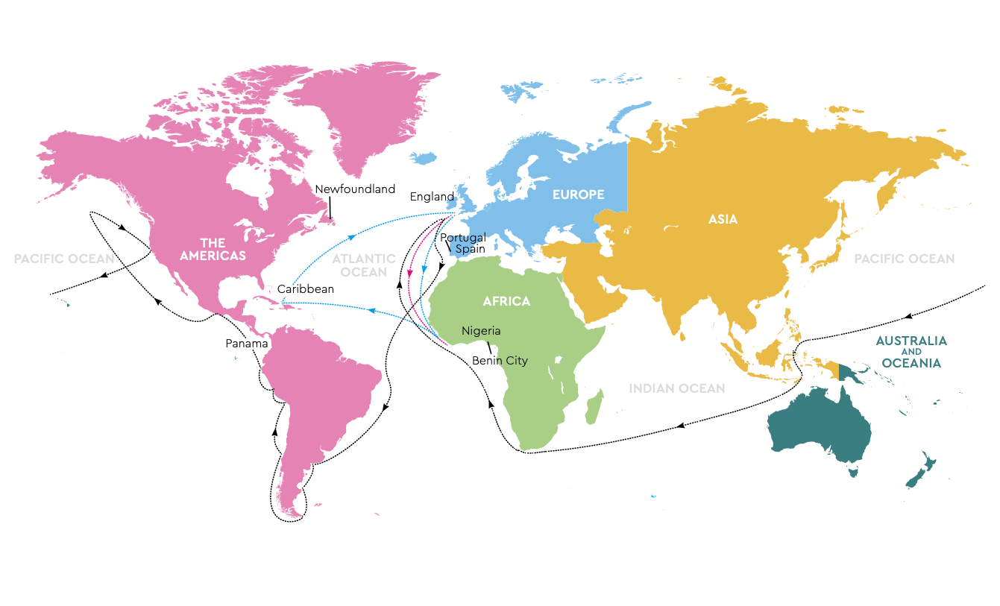 Newfoundland
England
EUROPE
ASIA
Portugal
Spain
THE
AMERICAS
PACIFIC OCEAN
ATLANTIC
OCEAN
PACIFIC OCEAN
Caribbean
AFRICA
Nigeria
Panama
Benin City
AUSTRALIA
AND
OCEANIA
INDIAN OCEAN